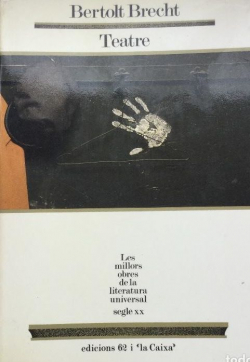 Bertolt Brecht
Teatre
Les
millors
obres
de la
literatura
universal
segle xx
edicions 62 i "la Caixa"